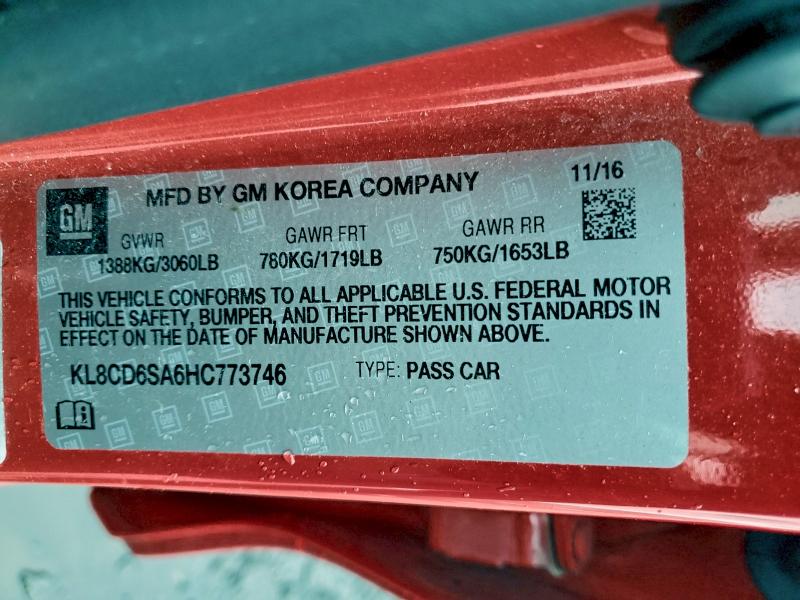 GM
MFD BY GM KOREA COMPANY
11/16
GVWR GAWR FRT GAWR RR
1388KG/3060LB 780KG/1719LB 750KG/1653LB
THIS VEHICLE CONFORMS TO ALL APPLICABLE U.S. FEDERAL MOTOR
VEHICLE SAFETY, BUMPER, AND THEFT PREVENTION STANDARDS IN
EFFECT ON THE DATE OF MANUFACTURE SHOWN ABOVE.
KL8CD6SA6HC773746 TYPE: PASS CAR